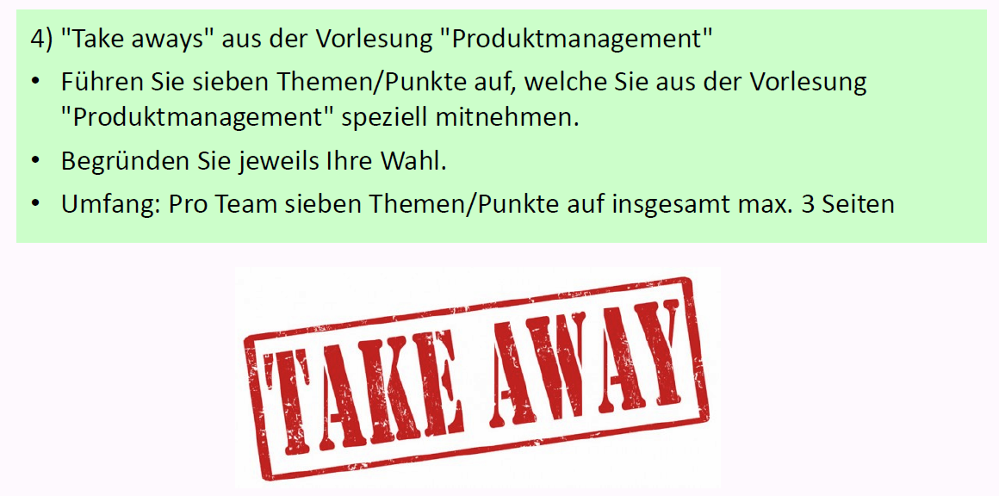 4) "Take aways" aus der Vorlesung "Produktmanagement"
• Führen Sie sieben Themen/Punkte auf, welche Sie aus der Vorlesung
"Produktmanagement" speziell mitnehmen.
• Begründen Sie jeweils Ihre Wahl.
• Umfang: Pro Team sieben Themen/Punkte auf insgesamt max. 3 Seiten
TAKE AWAY